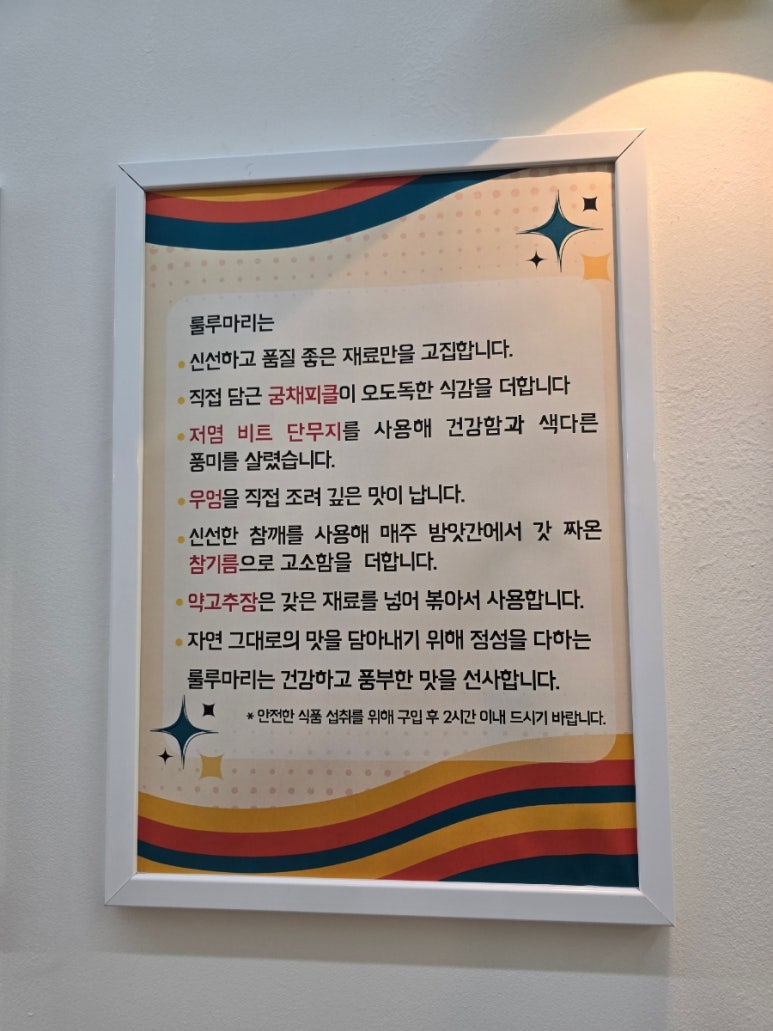 룰루마리는
신선하고 품질 좋은 재료만을 고집합니다.
직접 담근 궁채피클이 오도독한 식감을 더합니다
저염 비트 단무지를 사용해 건강함과 색다른
풍미를 살렸습니다.
우엉을 직접 조려 깊은 맛이 납니다.
신선한 참깨를 사용해 매주 방앗간에서 갓 짜온
참기름으로 고소함을 더합니다.
약고추장은 갖은 재료를 넣어 볶아서 사용합니다.
자연 그대로의 맛을 담아내기 위해 정성을 다하는
룰루마리는 건강하고 풍부한 맛을 선사합니다.
* 안전한 식품 섭취를 위해 구입 후 2시간 이내 드시기 바랍니다.